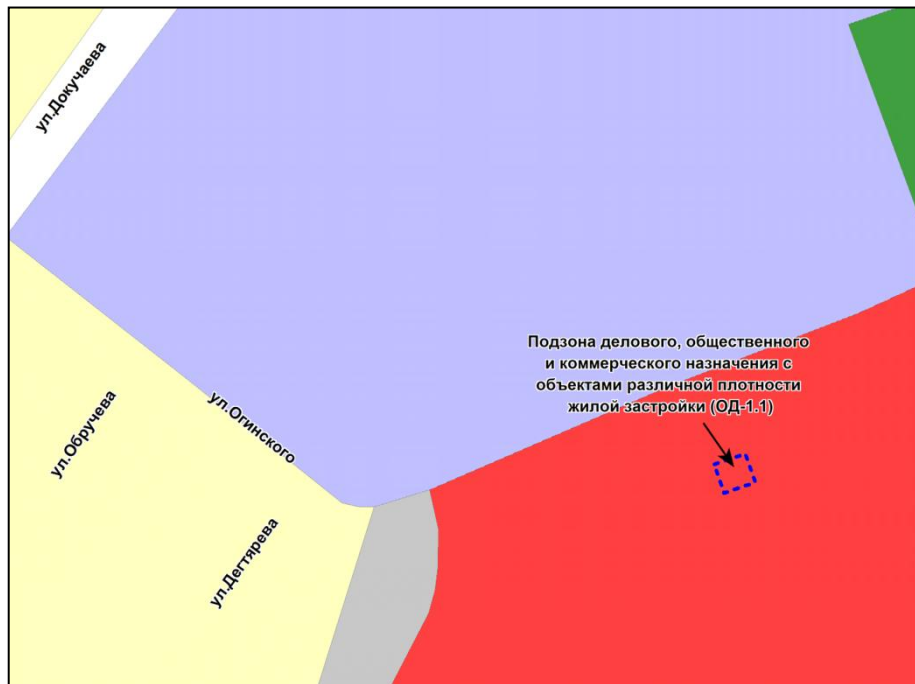 ул.Докучаева
Подзона делового, общественного
и коммерческого назначения с
объектами различной плотности
жилой застройки (ОД-1.1)
ул.Огинского
ул.Обручева
ул.Дегтярева